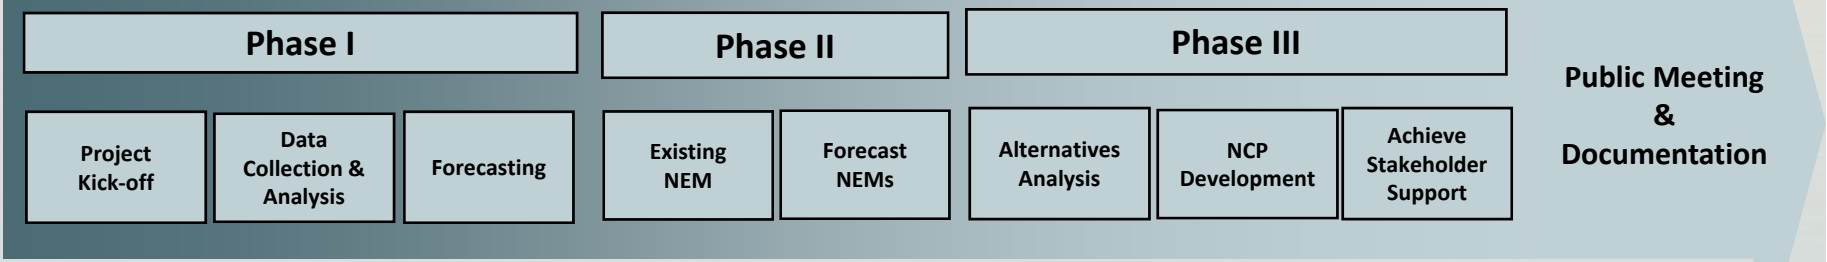 Phase I
Phase II
Phase III
Project
Kick-off
Data
Collection &
Analysis
Forecasting
Existing
NEM
Forecast
NEMs
Alternatives
Analysis
NCP
Development
Achieve
Stakeholder
Support
Public Meeting
&
Documentation